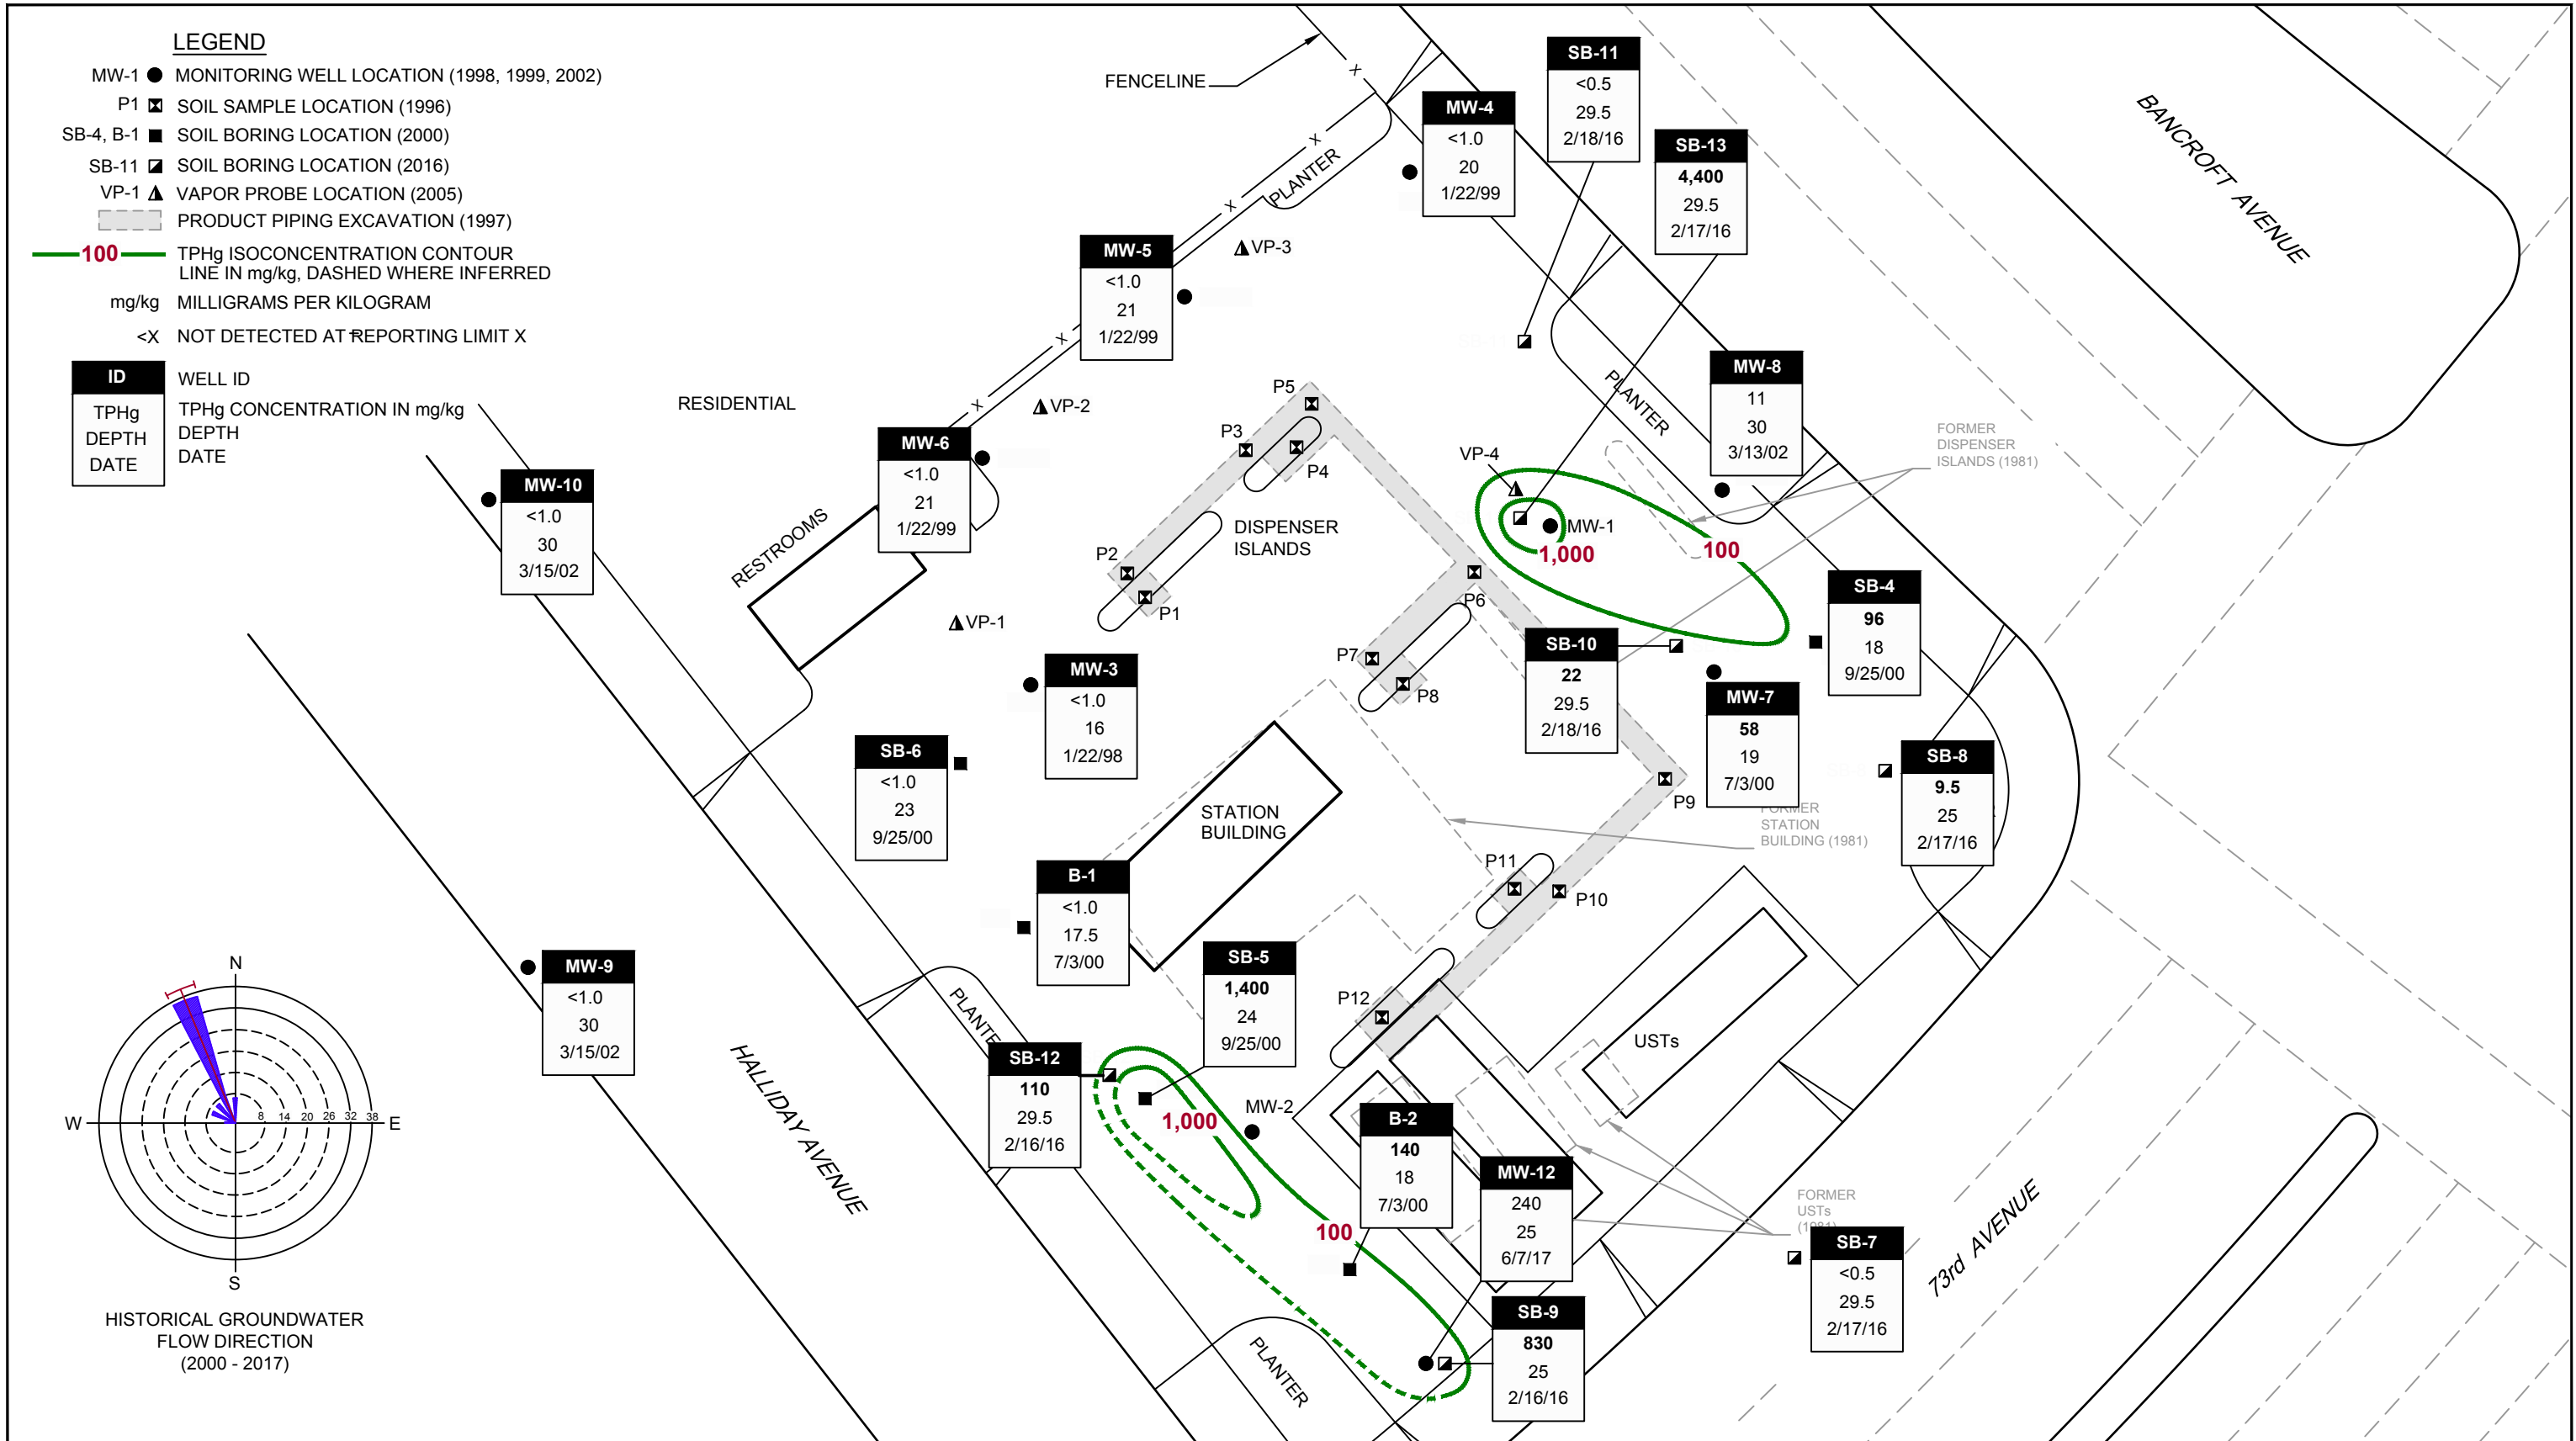 LEGEND
MW-1 MONITORING WELL LOCATION (1998, 1999, 2002)
P1 SOIL SAMPLE LOCATION (1996)
SB-4, B-1 SOIL BORING LOCATION (2000)
SB-11 SOIL BORING LOCATION (2016)
VP-1 VAPOR PROBE LOCATION (2005)
PRODUCT PIPING EXCAVATION (1997)
100 TPHg ISOCONCENTRATION CONTOUR
LINE IN mg/kg, DASHED WHERE INFERRED
mg/kg MILLIGRAMS PER KILOGRAM
<X NOT DETECTED AT REPORTING LIMIT X
ID WELL ID
TPHg TPHg CONCENTRATION IN mg/kg
DEPTH DEPTH
DATE DATE
FENCELINE
X
X
X
X
X
PLANTER
SB-11
<0.5
29.5
2/18/16
MW-4
<1.0
20
1/22/99
SB-13
4,400
29.5
2/17/16
BANCROFT AVENUE
MW-5
<1.0
21
1/22/99
VP-3
VP-2
RESIDENTIAL
MW-6
<1.0
21
1/22/99
MW-10
<1.0
30
3/15/02
RESTROOMS
P5
P3
P4
DISPENSER
ISLANDS
P2
P1
VP-1
PLANTER
MW-8
11
30
3/13/02
FORMER
DISPENSER
ISLANDS (1981)
VP-4
MW-1
1,000
100
P6
P7
P8
SB-10
22
29.5
2/18/16
SB-4
96
18
9/25/00
MW-7
58
19
7/3/00
SB-8
9.5
25
2/17/16
MW-3
<1.0
16
1/22/98
SB-6
<1.0
23
9/25/00
STATION
BUILDING
P9
FORMER
STATION
BUILDING (1981)
B-1
<1.0
17.5
7/3/00
P11
P10
SB-5
1,400
24
9/25/00
P12
USTs
MW-9
<1.0
30
3/15/02
PLANTE
HALLIDAY AVENUE
SB-12
110
29.5
2/16/16
1,000
MW-2
100
B-2
140
18
7/3/00
MW-12
240
25
6/7/17
SB-9
830
25
2/16/16
FORMER
USTs
(1981)
SB-7
<0.5
29.5
2/17/16
73rd AVENUE
PLANTER
N
W 8 14 20 26 32 38 E
S
HISTORICAL GROUNDWATER
FLOW DIRECTION
(2000 - 2017)